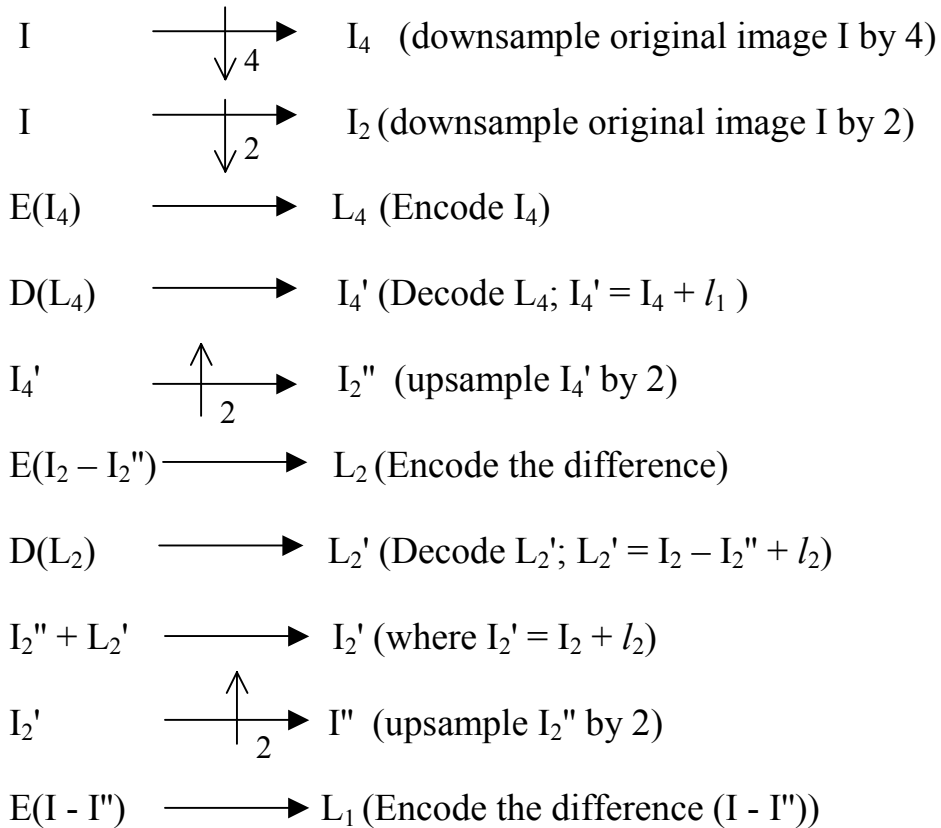 I ↓4 I₄ (downsample original image I by 4)
I ↓2 I₂ (downsample original image I by 2)
E(I₄) → L₄ (Encode I₄)
D(L₄) → I₄' (Decode L₄; I₄' = I₄ + l₁ )
I₄' ↑2 I₂" (upsample I₄' by 2)
E(I₂ – I₂") → L₂ (Encode the difference)
D(L₂) → L₂' (Decode L₂'; L₂' = I₂ – I₂" + l₂)
I₂" + L₂' → I₂' (where I₂' = I₂ + l₂)
I₂' ↑2 I" (upsample I₂" by 2)
E(I - I") → L₁ (Encode the difference (I - I"))